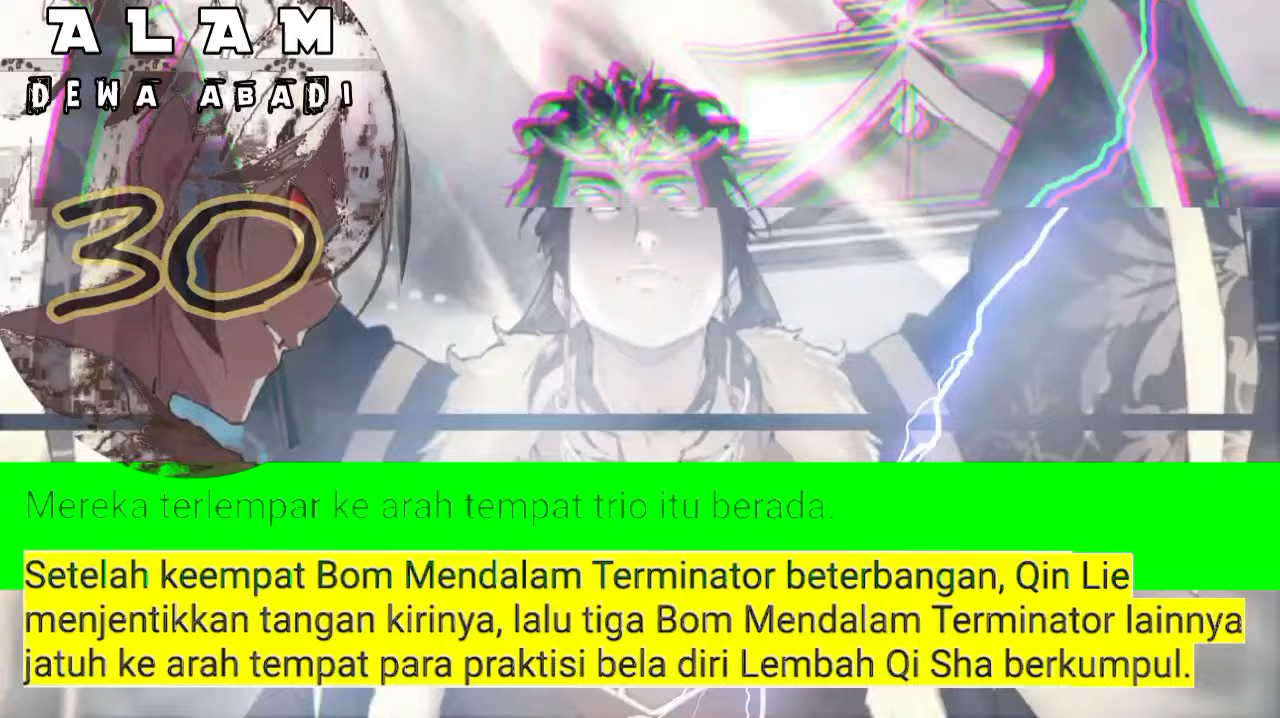 ALAM
DEWA ABADI
30
Mereka terlempar ke arah tempat trio itu berada.
Setelah keempat Bom Mendalam Terminator beterbangan, Qin Lie
menjentikkan tangan kirinya, lalu tiga Bom Mendalam Terminator lainnya
jatuh ke arah tempat para praktisi bela diri Lembah Qi Sha berkumpul.